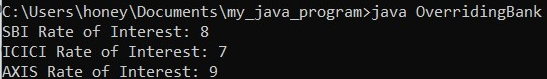 C:\Users\honey\Documents\my_java_program>java OverridingBank
SBI Rate of Interest: 8
ICICI Rate of Interest: 7
AXIS Rate of Interest: 9